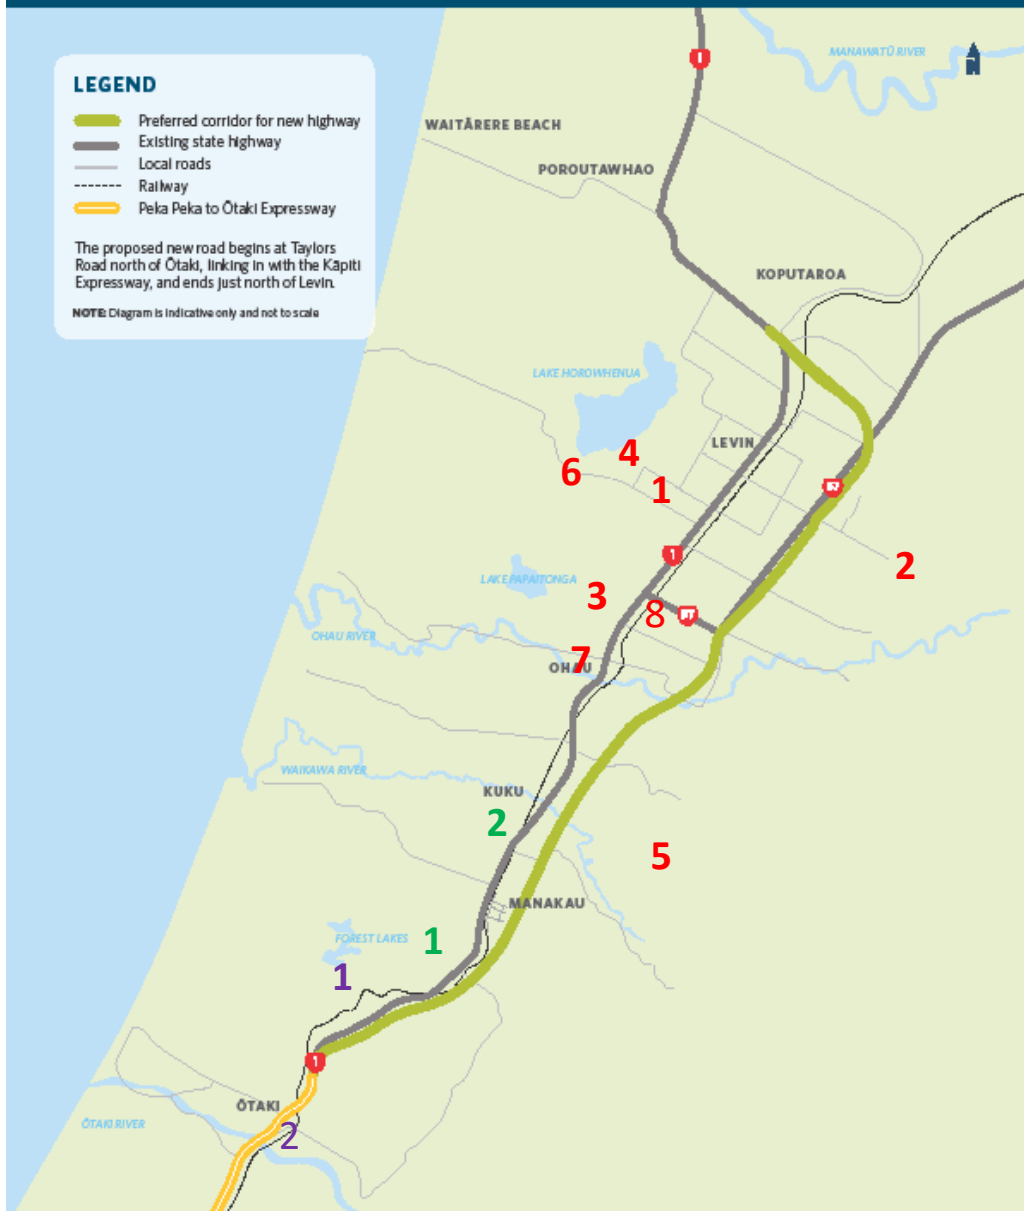 LEGEND
Preferred corridor for new highway
Existing state highway
Local roads
Railway
Peka Peka to Ōtaki Expressway
The proposed new road begins at Taylors
Road north of Ōtaki, linking in with the Kāpiti
Expressway, and ends just north of Levin.
NOTE: Diagram is indicative only and not to scale
MANAWATŪ RIVER
N
1
WAITĀRERE BEACH
POROUTAWHAO
KOPUTAROA
LAKE HOROWHENUA
LEVIN
4
6
1
57
1
2
LAKE PAPAITONGA
3
8
OHAU RIVER
7
OHAU
WAIKAWA RIVER
KUKU
2
5
MANAKAU
FOREST LAKES
1
1
1
ŌTAKI
ŌTAKI RIVER
2